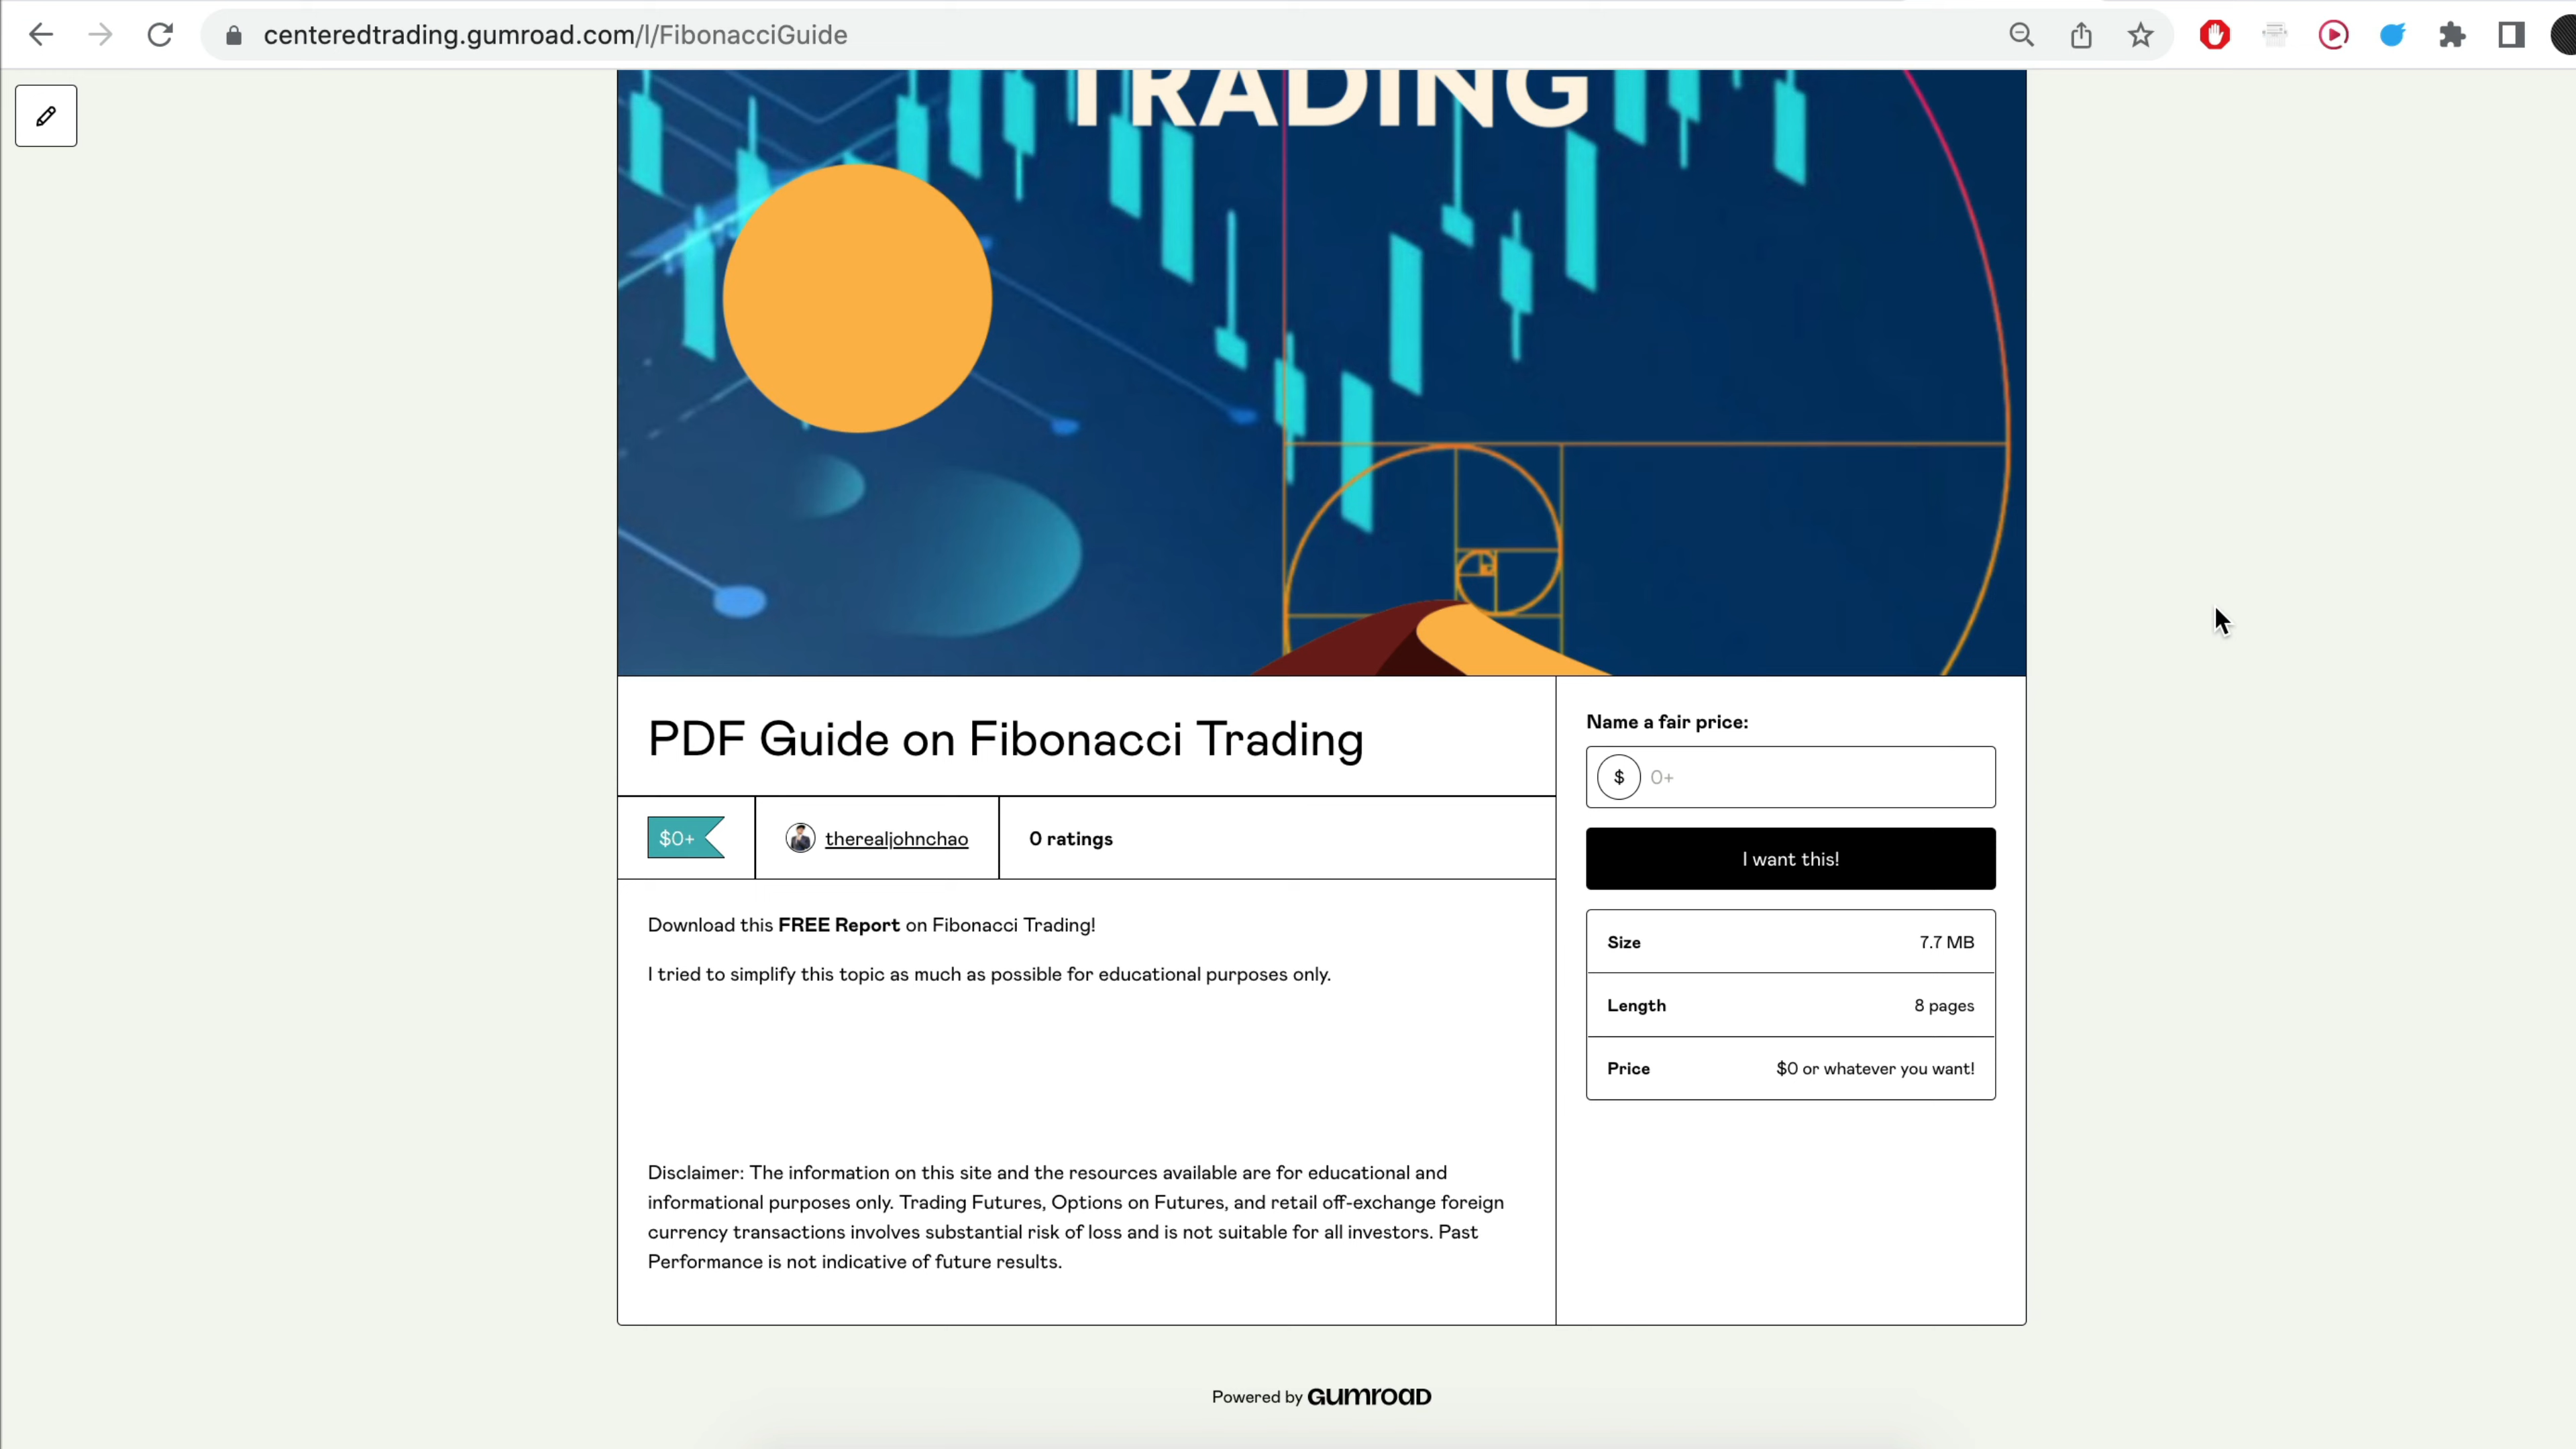 centeredtrading.gumroad.com/l/FibonacciGuide
TRADING
PDF Guide on Fibonacci Trading
$0+
therealjohnchao
0 ratings
Download this FREE Report on Fibonacci Trading!
I tried to simplify this topic as much as possible for educational purposes only.
Disclaimer: The information on this site and the resources available are for educational and
informational purposes only. Trading Futures, Options on Futures, and retail off-exchange foreign
currency transactions involves substantial risk of loss and is not suitable for all investors. Past
Performance is not indicative of future results.
Name a fair price:
$ 0+
I want this!
Size 7.7 MB
Length 8 pages
Price $0 or whatever you want!
Powered by GUMROAD